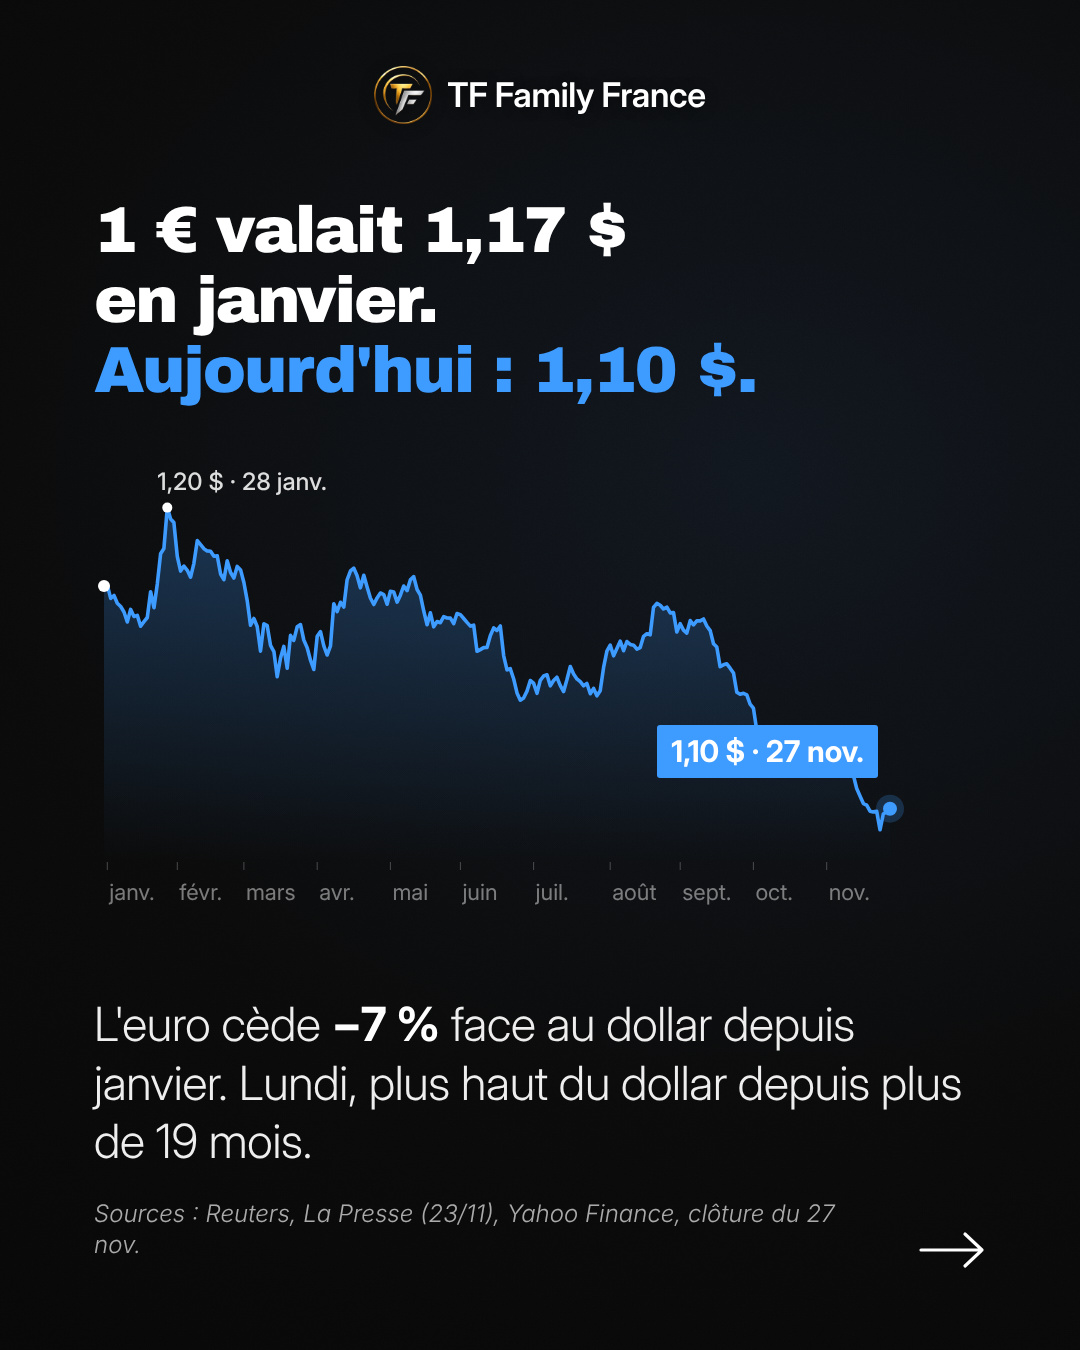 TF TF Family France
1 € valait 1,17 $
en janvier.
Aujourd'hui : 1,10 $.
1,20 $ · 28 janv.
1,10 $ · 27 nov.
janv. févr. mars avr. mai juin juil. août sept. oct. nov.
L'euro cède −7 % face au dollar depuis
janvier. Lundi, plus haut du dollar depuis plus
de 19 mois.
Sources : Reuters, La Presse (23/11), Yahoo Finance, clôture du 27
nov.